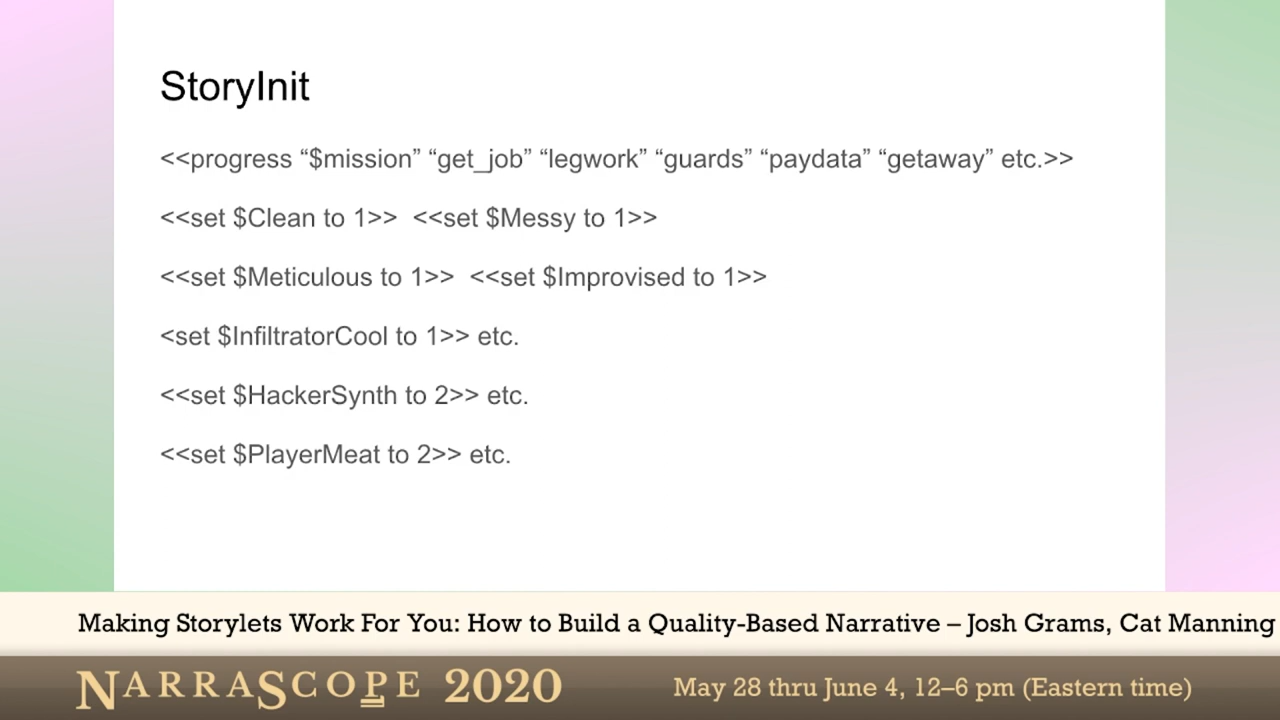 StoryInit
<<progress “$mission” “get_job” “legwork” “guards” “paydata” “getaway” etc.>>
<<set $Clean to 1>>  <<set $Messy to 1>>
<<set $Meticulous to 1>>  <<set $Improvised to 1>>
<set $InfiltratorCool to 1>> etc.
<<set $HackerSynth to 2>> etc.
<<set $PlayerMeat to 2>> etc.
Making Storylets Work For You: How to Build a Quality-Based Narrative – Josh Grams, Cat Manning
NARRASCOPE 2020
May 28 thru June 4, 12–6 pm (Eastern time)